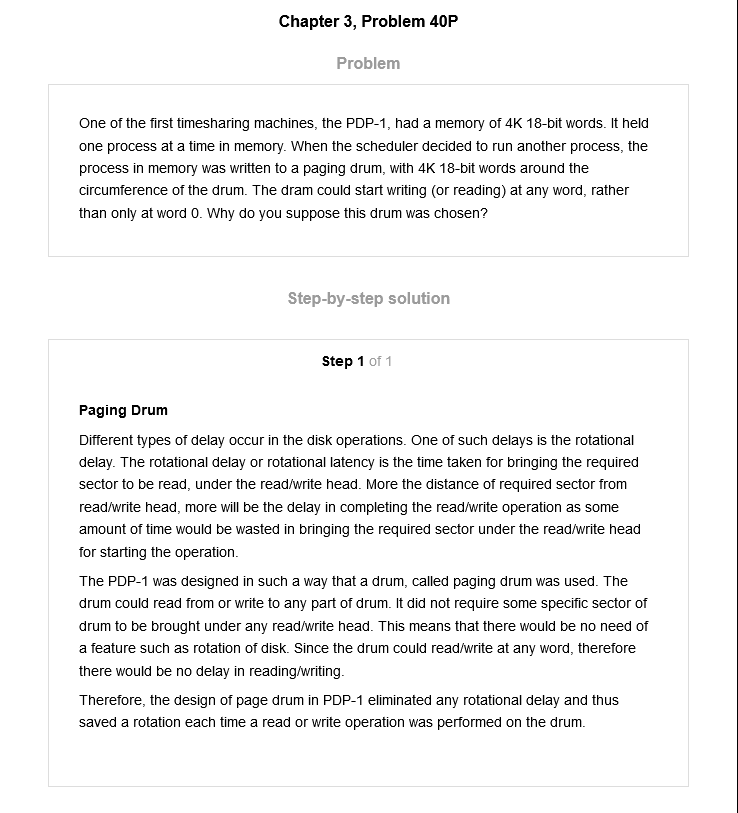 Chapter 3, Problem 40P
Problem
One of the first timesharing machines, the PDP-1, had a memory of 4K 18-bit words. It held
one process at a time in memory. When the scheduler decided to run another process, the
process in memory was written to a paging drum, with 4K 18-bit words around the
circumference of the drum. The dram could start writing (or reading) at any word, rather
than only at word 0. Why do you suppose this drum was chosen?
Step-by-step solution
Step 1 of 1
Paging Drum
Different types of delay occur in the disk operations. One of such delays is the rotational
delay. The rotational delay or rotational latency is the time taken for bringing the required
sector to be read, under the read/write head. More the distance of required sector from
read/write head, more will be the delay in completing the read/write operation as some
amount of time would be wasted in bringing the required sector under the read/write head
for starting the operation.
The PDP-1 was designed in such a way that a drum, called paging drum was used. The
drum could read from or write to any part of drum. It did not require some specific sector of
drum to be brought under any read/write head. This means that there would be no need of
a feature such as rotation of disk. Since the drum could read/write at any word, therefore
there would be no delay in reading/writing.
Therefore, the design of page drum in PDP-1 eliminated any rotational delay and thus
saved a rotation each time a read or write operation was performed on the drum.